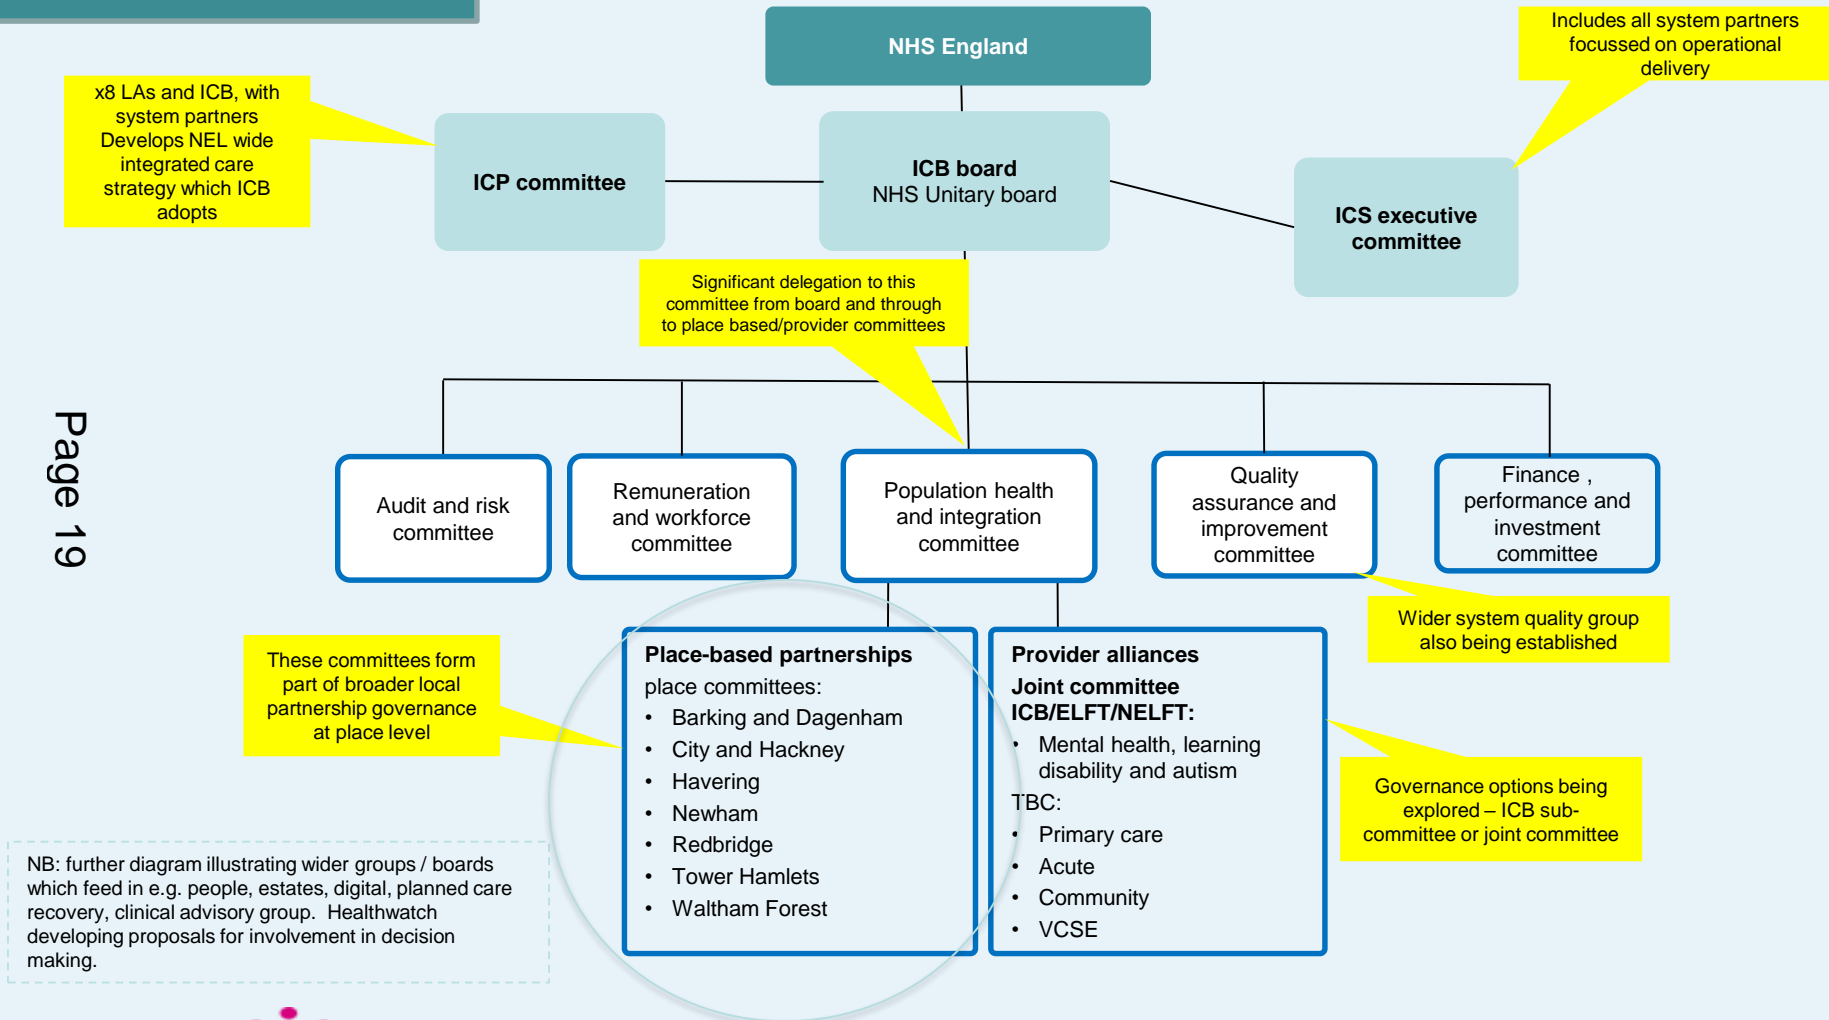 NHS England
Includes all system partners
focussed on operational
delivery
x8 LAs and ICB, with
system partners
Develops NEL wide
integrated care
strategy which ICB
adopts
ICP committee
ICB board
NHS Unitary board
ICS executive
committee
Significant delegation to this
committee from board and through
to place based/provider committees
Page 19
Audit and risk
committee
Remuneration
and workforce
committee
Population health
and integration
committee
Quality
assurance and
improvement
committee
Finance ,
performance and
investment
committee
Wider system quality group
also being established
These committees form
part of broader local
partnership governance
at place level
Place-based partnerships
place committees:
• Barking and Dagenham
• City and Hackney
• Havering
• Newham
• Redbridge
• Tower Hamlets
• Waltham Forest
Provider alliances
Joint committee
ICB/ELFT/NELFT:
• Mental health, learning
disability and autism
TBC:
• Primary care
• Acute
• Community
• VCSE
Governance options being
explored – ICB sub-
committee or joint committee
NB: further diagram illustrating wider groups / boards
which feed in e.g. people, estates, digital, planned care
recovery, clinical advisory group.  Healthwatch
developing proposals for involvement in decision
making.